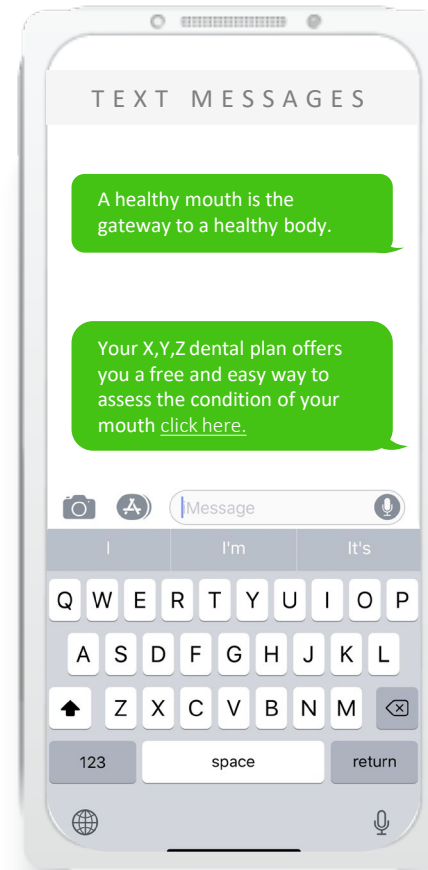 TEXT MESSAGES
A healthy mouth is the
gateway to a healthy body.
Your X,Y,Z dental plan offers
you a free and easy way to
assess the condition of your
mouth click here.
iMessage
I I'm It's
Q W E R T Y U I O P
A S D F G H J K L
Z X C V B N M
123 space return